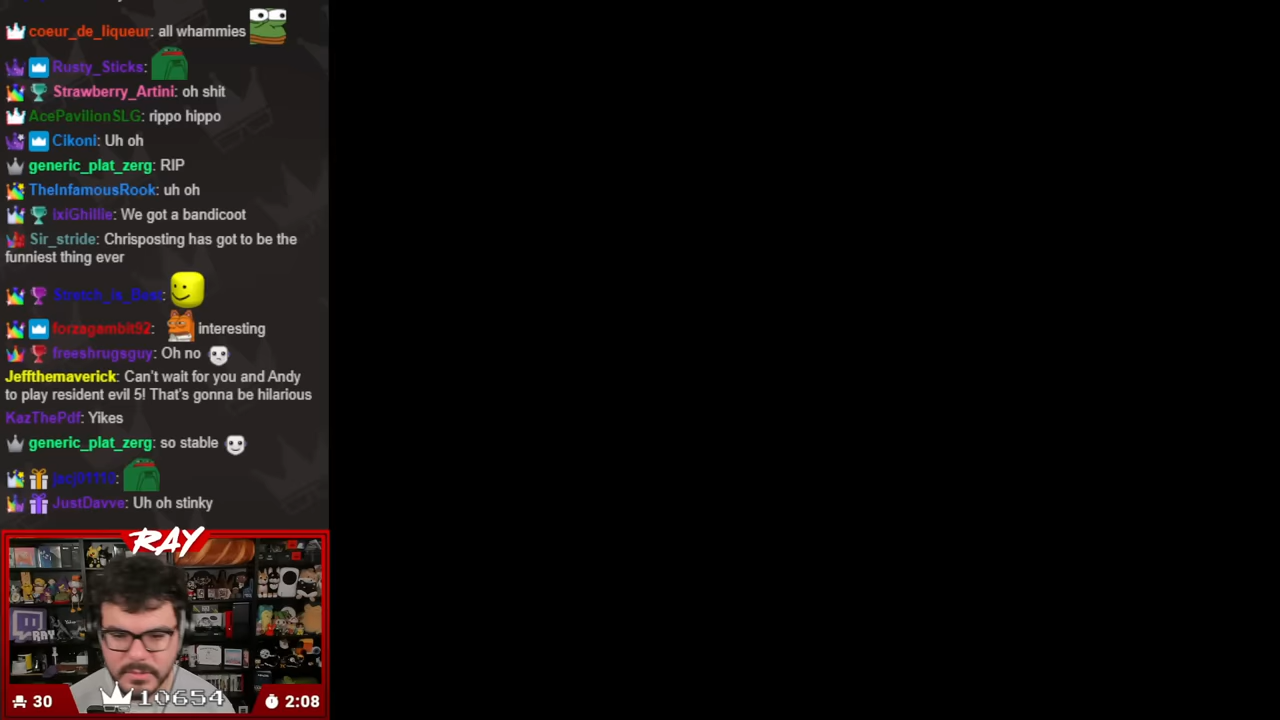 coeur_de_liqueur: all whammies
Rusty_Sticks:
Strawberry_Artini: oh shit
AcePavilionSLG: rippo hippo
Cikoni: Uh oh
generic_plat_zerg: RIP
TheInfamousRook: uh oh
ixiGhillie: We got a bandicoot
Sir_stride: Chrisposting has got to be the
funniest thing ever
Stretch_is_Best:
forzagambit92: interesting
freeshrugsguy: Oh no
Jeffthemaverick: Can't wait for you and Andy
to play resident evil 5! That's gonna be hilarious
KazThePdf: Yikes
generic_plat_zerg: so stable
JustDavve: Uh oh stinky
RAY
RAY
30
10654
2:08